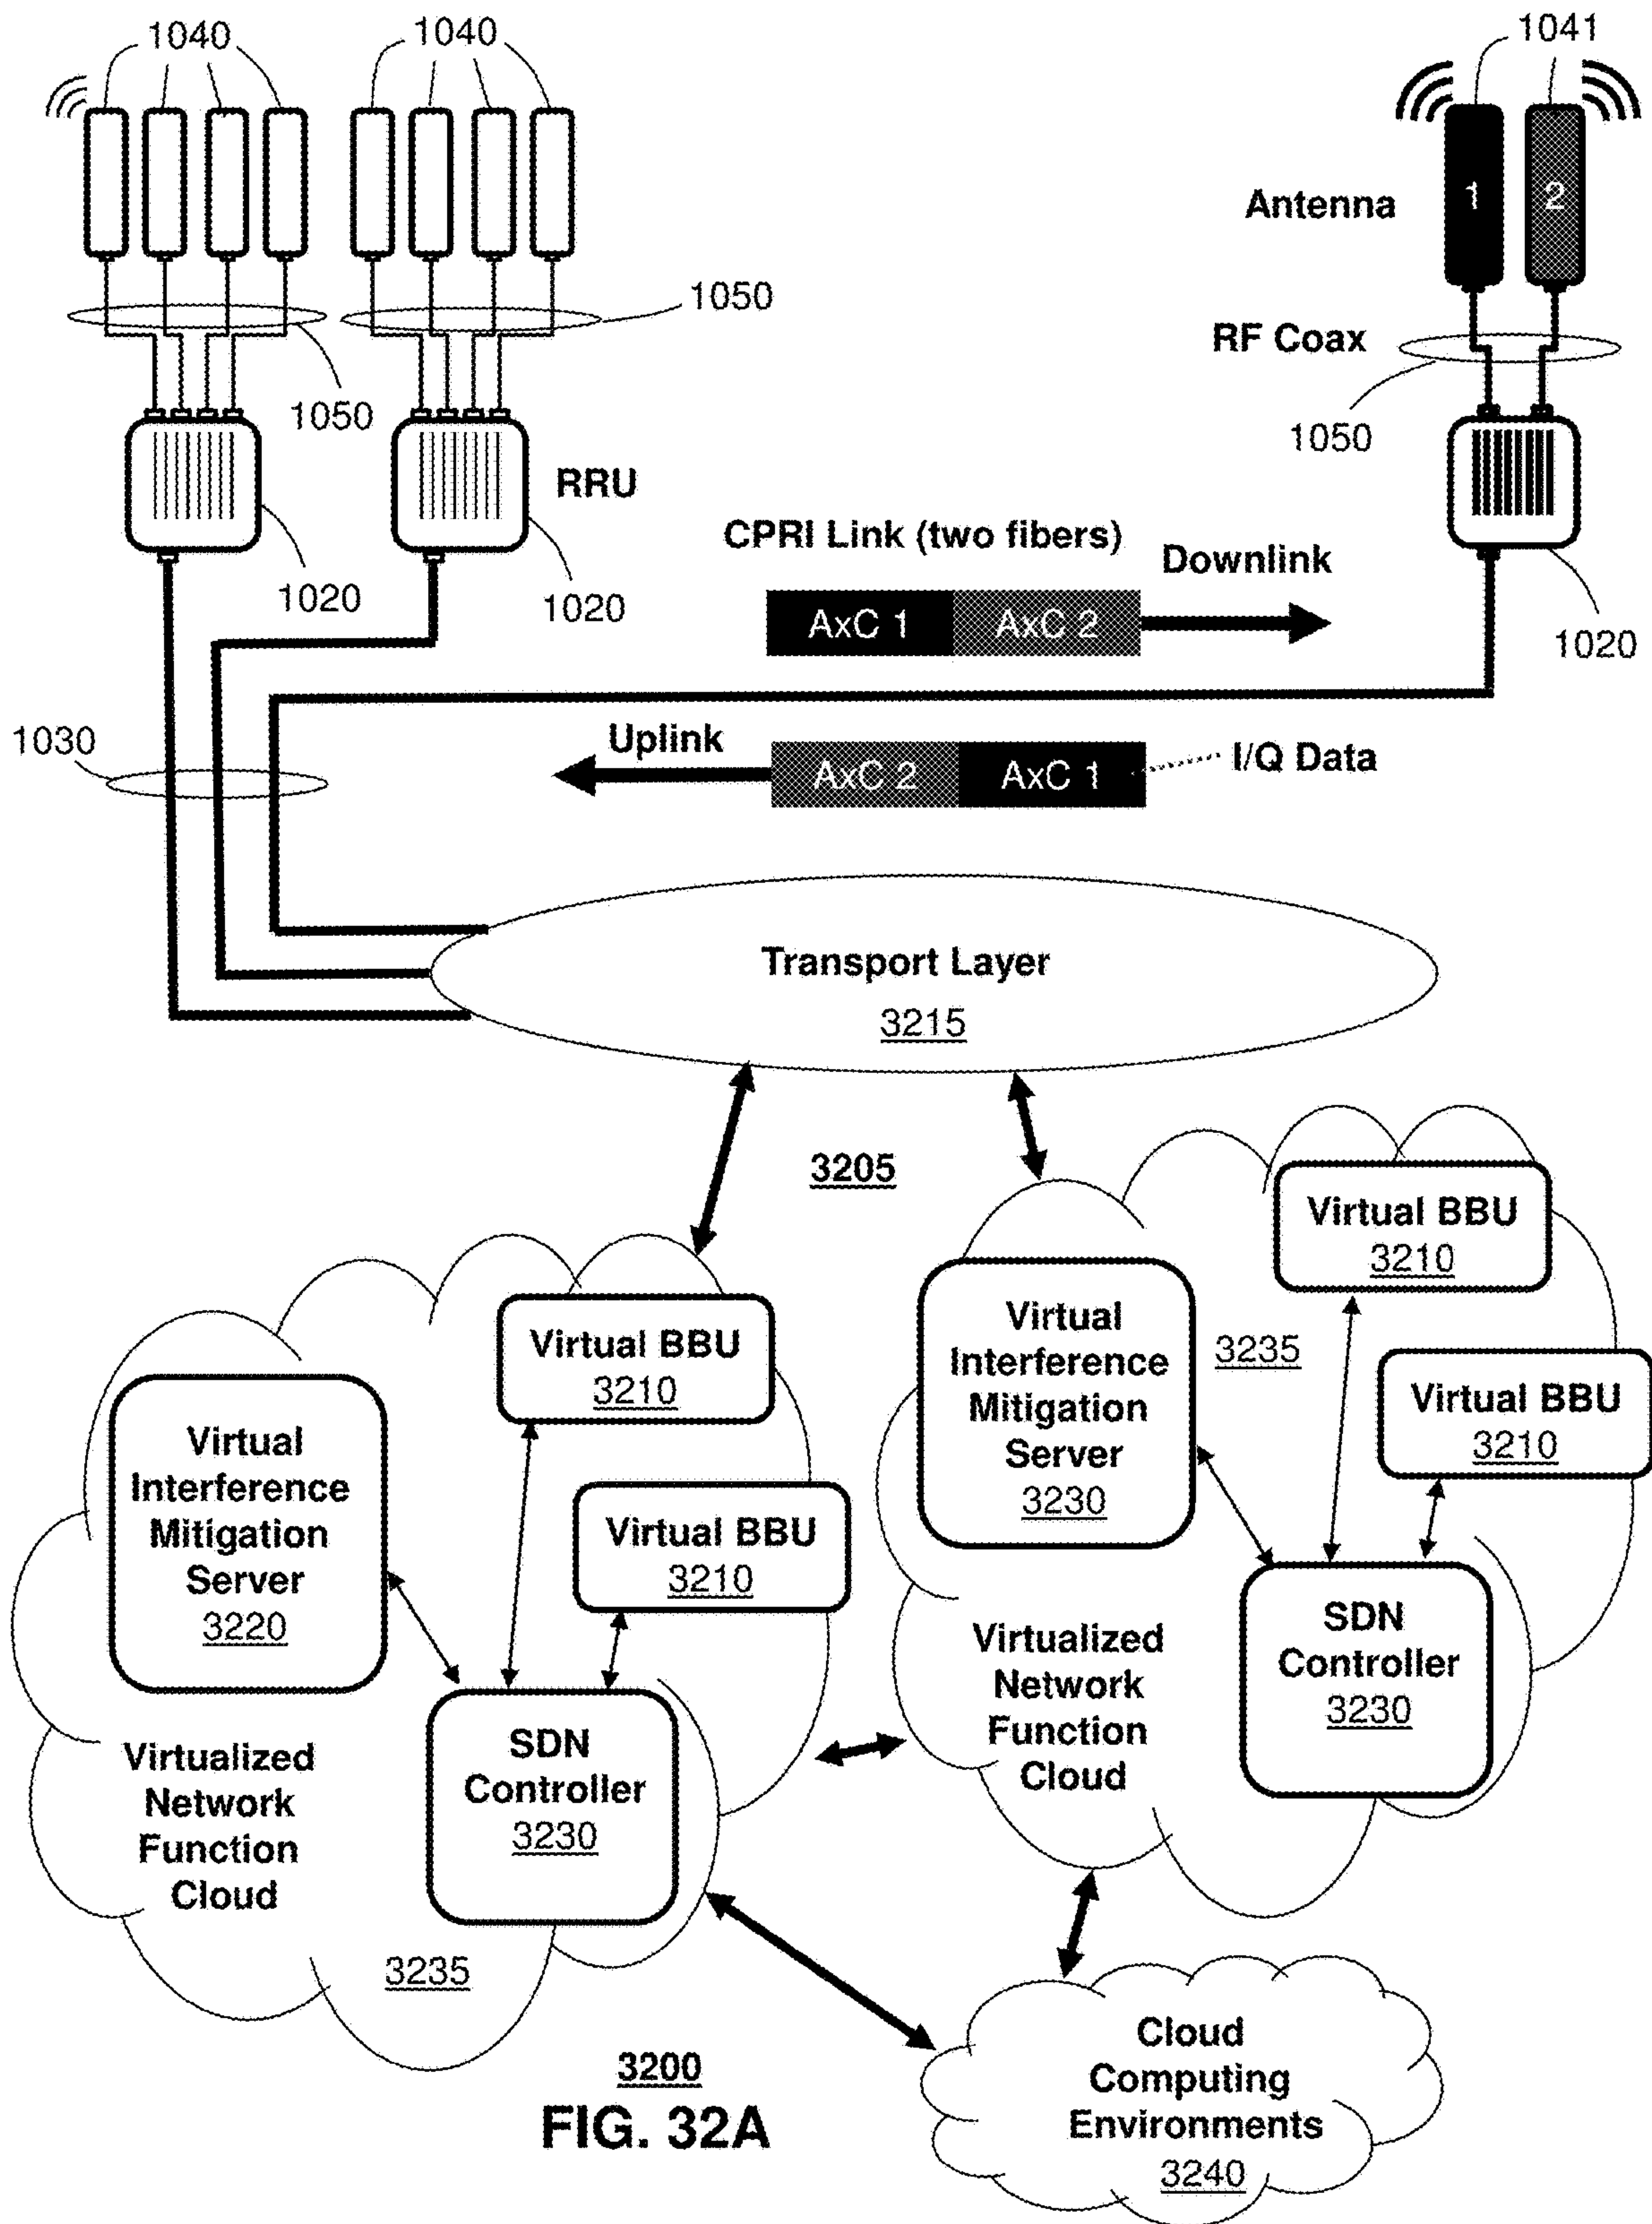 1040
1040
1041
Antenna
1
2
1050
RF Coax
1050
1050
RRU
CPRI Link (two fibers)
Downlink
1020
1020
AxC 1
AxC 2
1020
1030
Uplink
AxC 2
AxC 1
I/Q Data
Transport Layer
3215
3205
Virtual BBU
3210
Virtual
Interference
Mitigation
Server
3230
3235
Virtual BBU
3210
Virtual BBU
3210
Virtual
Interference
Mitigation
Server
3220
Virtual BBU
3210
SDN
Controller
3230
Virtualized
Network
Function
Cloud
SDN
Controller
3230
Virtualized
Network
Function
Cloud
3235
3200
FIG. 32A
Cloud
Computing
Environments
3240